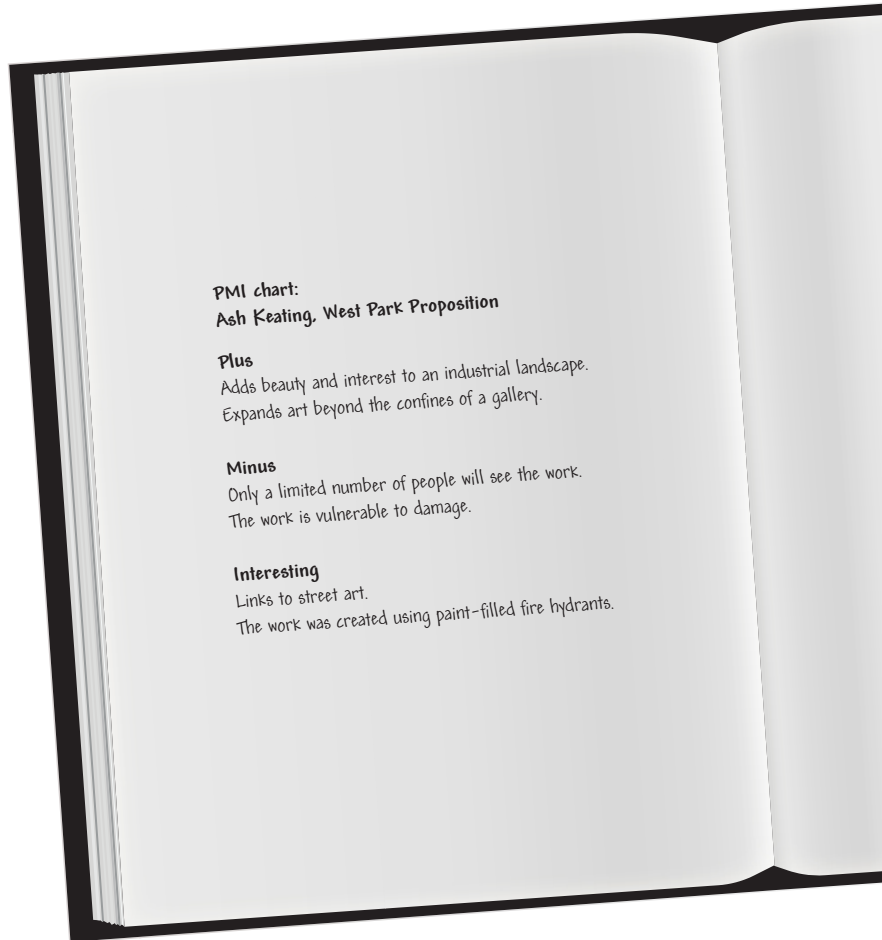 PMI chart:
Ash Keating, West Park Proposition
Plus
Adds beauty and interest to an industrial landscape.
Expands art beyond the confines of a gallery.
Minus
Only a limited number of people will see the work.
The work is vulnerable to damage.
Interesting
Links to street art.
The work was created using paint-filled fire hydrants.